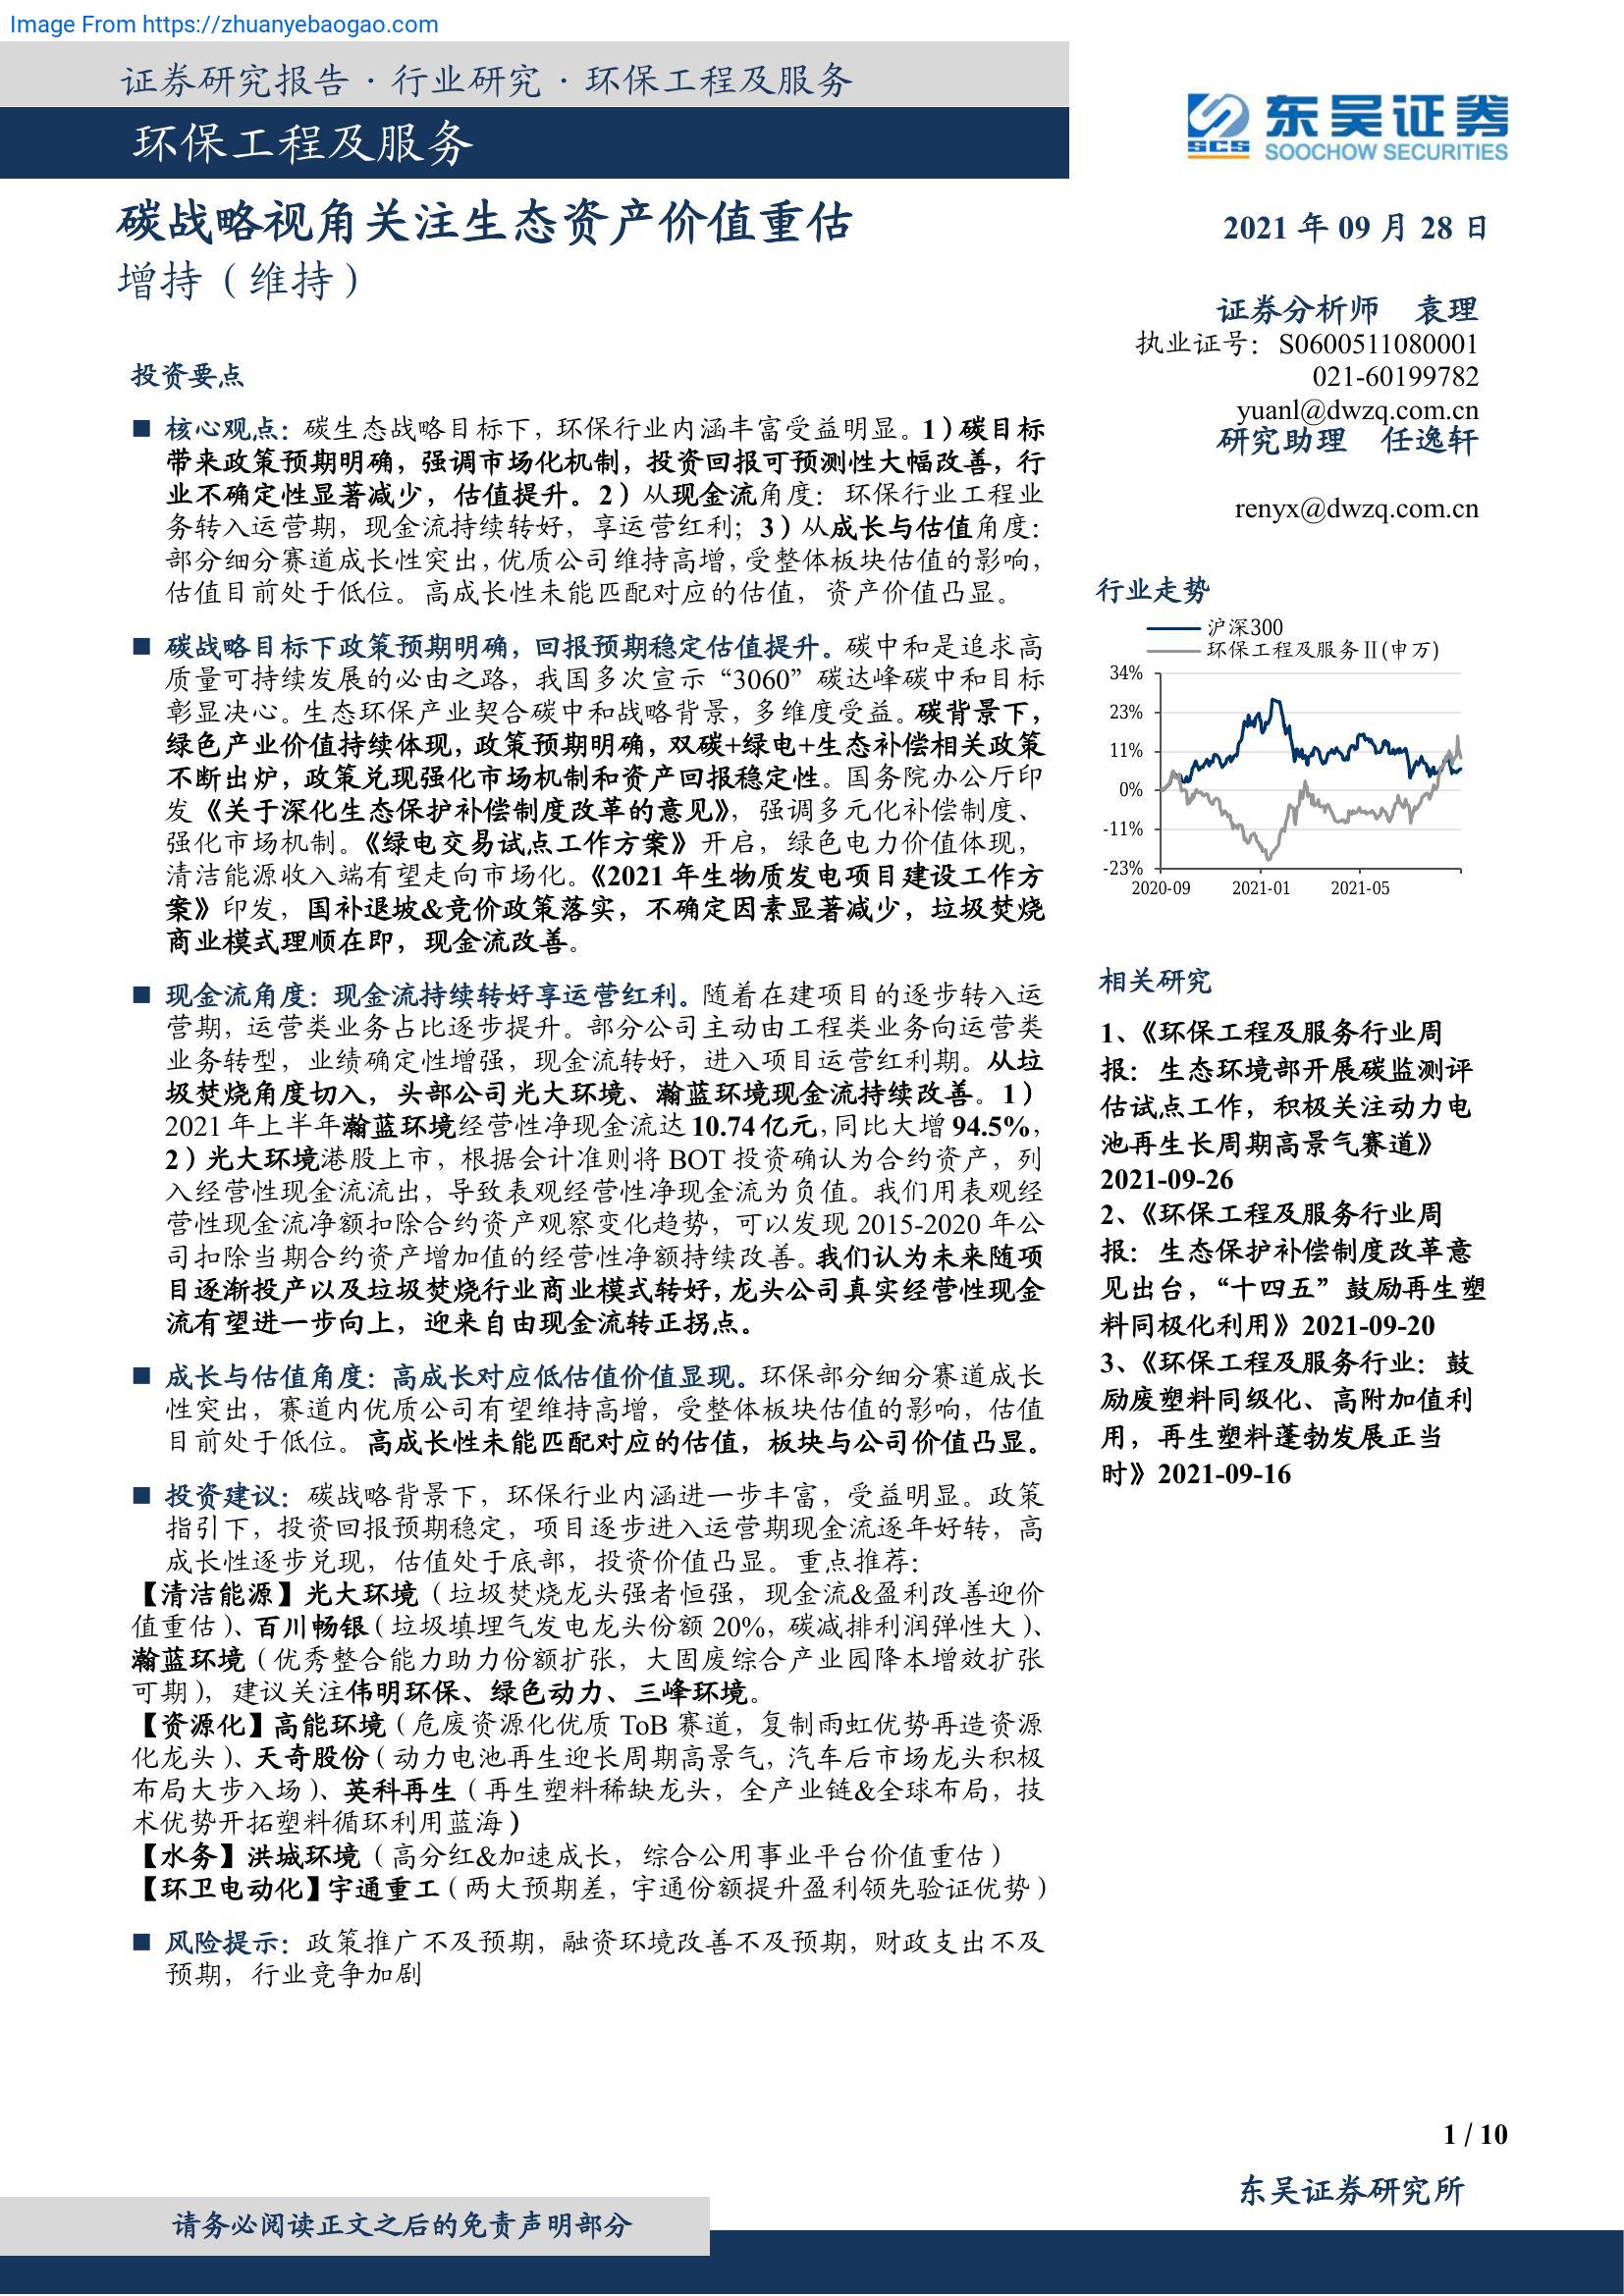 Image From https://zhuanyebaogao.com
证券研究报告·行业研究·环保工程及服务
环保工程及服务
东吴证券
SCS
SOOCHOW SECURITIES
碳战略视角关注生态资产价值重估
增持（维持）
2021 年 09 月 28 日
证券分析师 袁理
执业证号：S0600511080001
021-60199782
yuanl@dwzq.com.cn
研究助理 任逸轩
renyx@dwzq.com.cn
投资要点
■ 核心观点：碳生态战略目标下，环保行业内涵丰富受益明显。1）碳目标
带来政策预期明确，强调市场化机制，投资回报可预测性大幅改善，行
业不确定性显著减少，估值提升。2）从现金流角度：环保行业工程业
务转入运营期，现金流持续转好，享运营红利；3）从成长与估值角度：
部分细分赛道成长性突出，优质公司维持高增，受整体板块估值的影响，
估值目前处于低位。高成长性未能匹配对应的估值，资产价值凸显。
■ 碳战略目标下政策预期明确，回报预期稳定估值提升。碳中和是追求高
质量可持续发展的必由之路，我国多次宣示“3060”碳达峰碳中和目标
彰显决心。生态环保产业契合碳中和战略背景，多维度受益。碳背景下，
绿色产业价值持续体现，政策预期明确，双碳+绿电+生态补偿相关政策
不断出炉，政策兑现强化市场机制和资产回报稳定性。国务院办公厅印
发《关于深化生态保护补偿制度改革的意见》，强调多元化补偿制度、
强化市场机制。《绿电交易试点工作方案》开启，绿色电力价值体现，
清洁能源收入端有望走向市场化。《2021 年生物质发电项目建设工作方
案》印发，国补退坡&竞价政策落实，不确定因素显著减少，垃圾焚烧
商业模式理顺在即，现金流改善。
■ 现金流角度：现金流持续转好享运营红利。随着在建项目的逐步转入运
营期，运营类业务占比逐步提升。部分公司主动由工程类业务向运营类
业务转型，业绩确定性增强，现金流转好，进入项目运营红利期。从垃
圾焚烧角度切入，头部公司光大环境、瀚蓝环境现金流持续改善。1）
2021 年上半年瀚蓝环境经营性净现金流达 10.74 亿元，同比大增 94.5%，
2）光大环境港股上市，根据会计准则将 BOT 投资确认为合约资产，列
入经营性现金流流出，导致表观经营性净现金流为负值。我们用表观经
营性现金流净额扣除合约资产观察变化趋势，可以发现 2015-2020 年公
司扣除当期合约资产增加值的经营性净额持续改善。我们认为未来随项
目逐渐投产以及垃圾焚烧行业商业模式转好，龙头公司真实经营性现金
流有望进一步向上，迎来自由现金流转正拐点。
■ 成长与估值角度：高成长对应低估值价值显现。环保部分细分赛道成长
性突出，赛道内优质公司有望维持高增，受整体板块估值的影响，估值
目前处于低位。高成长性未能匹配对应的估值，板块与公司价值凸显。
■ 投资建议：碳战略背景下，环保行业内涵进一步丰富，受益明显。政策
指引下，投资回报预期稳定，项目逐步进入运营期现金流逐年好转，高
成长性逐步兑现，估值处于底部，投资价值凸显。重点推荐：
【清洁能源】光大环境（垃圾焚烧龙头强者恒强，现金流&盈利改善迎价
值重估）、百川畅银（垃圾填埋气发电龙头份额 20%，碳减排利润弹性大）、
瀚蓝环境（优秀整合能力助力份额扩张，大固废综合产业园降本增效扩张
可期），建议关注伟明环保、绿色动力、三峰环境。
【资源化】高能环境（危废资源化优质 ToB 赛道，复制雨虹优势再造资源
化龙头）、天奇股份（动力电池再生迎长周期高景气，汽车后市场龙头积极
布局大步入场）、英科再生（再生塑料稀缺龙头，全产业链&全球布局，技
术优势开拓塑料循环利用蓝海）
【水务】洪城环境（高分红&加速成长，综合公用事业平台价值重估）
【环卫电动化】宇通重工（两大预期差，宇通份额提升盈利领先验证优势）
■ 风险提示：政策推广不及预期，融资环境改善不及预期，财政支出不及
预期，行业竞争加剧
行业走势
沪深300
环保工程及服务Ⅱ(申万)
34%
23%
11%
0%
-11%
-23%
2020-09 2021-01 2021-05
相关研究
1、《环保工程及服务行业周
报：生态环境部开展碳监测评
估试点工作，积极关注动力电
池再生长周期高景气赛道》
2021-09-26
2、《环保工程及服务行业周
报：生态保护补偿制度改革意
见出台，“十四五”鼓励再生塑
料同极化利用》2021-09-20
3、《环保工程及服务行业：鼓
励废塑料同级化、高附加值利
用，再生塑料蓬勃发展正当
时》2021-09-16
1 / 10
东吴证券研究所
请务必阅读正文之后的免责声明部分